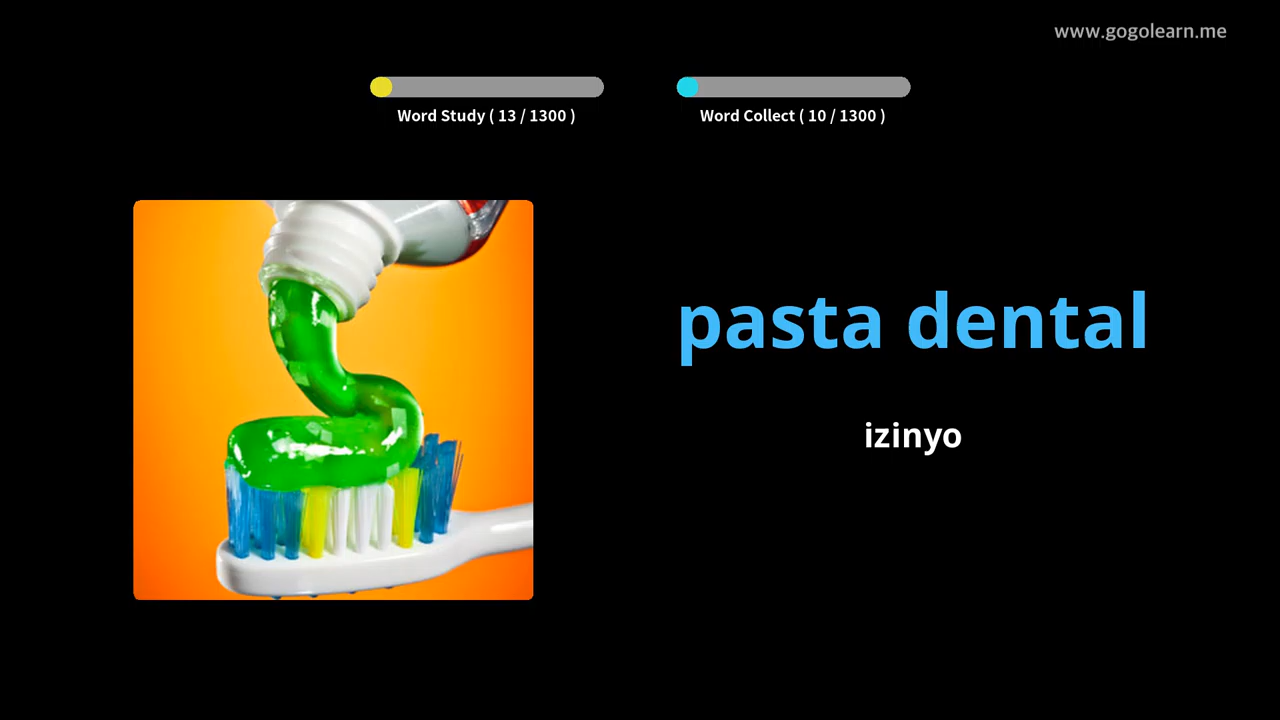 www.gogolearn.me
Word Study ( 13 / 1300 )
Word Collect ( 10 / 1300 )
pasta dental
izinyo